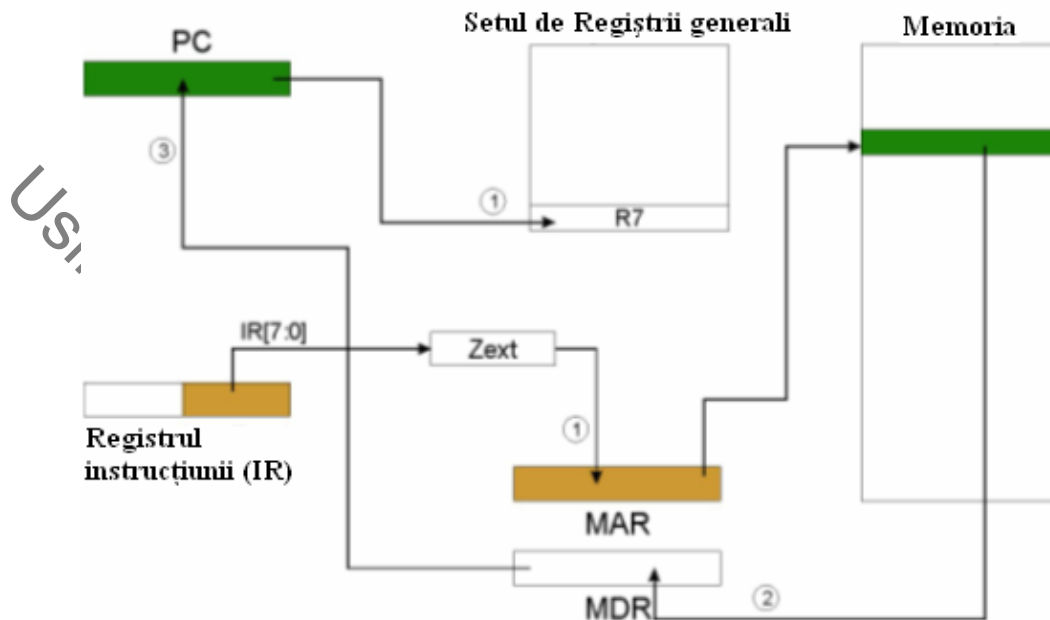 PC
Setul de Regiștrii generali
Memoria
3
1
R7
IR[7:0]
Zext
1
Registrul
instrucțiunii (IR)
MAR
MDR
2